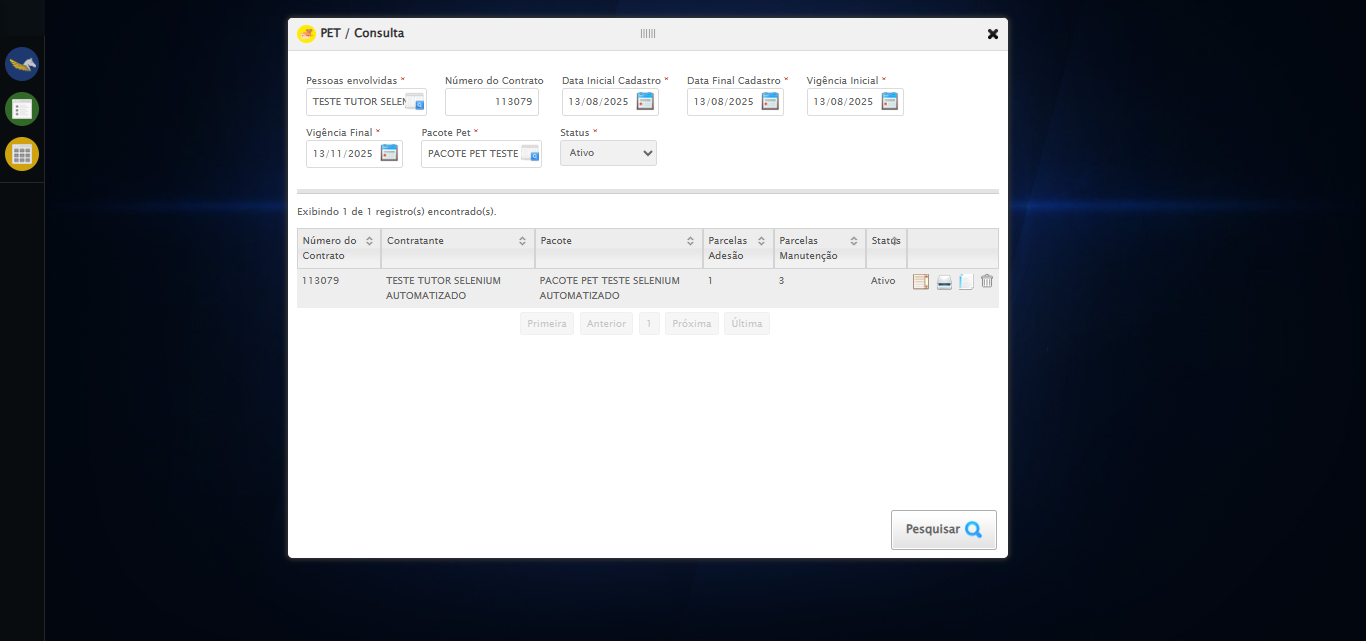 PET / Consulta
Pessoas envolvidas * Número do Contrato Data Inicial Cadastro * Data Final Cadastro * Vigência Inicial *
TESTE TUTOR SELEN 113079 13/08/2025 13/08/2025 13/08/2025
Vigência Final * Pacote Pet * Status *
13/11/2025 PACOTE PET TESTE Ativo
Exibindo 1 de 1 registro(s) encontrado(s).
Número do Contratante Pacote Parcelas Parcelas Status
Contrato Adesão Manutenção
113079 TESTE TUTOR SELENIUM PACOTE PET TESTE SELENIUM 1 3 Ativo
AUTOMATIZADO AUTOMATIZADO
Primeira Anterior 1 Próxima Última
Pesquisar